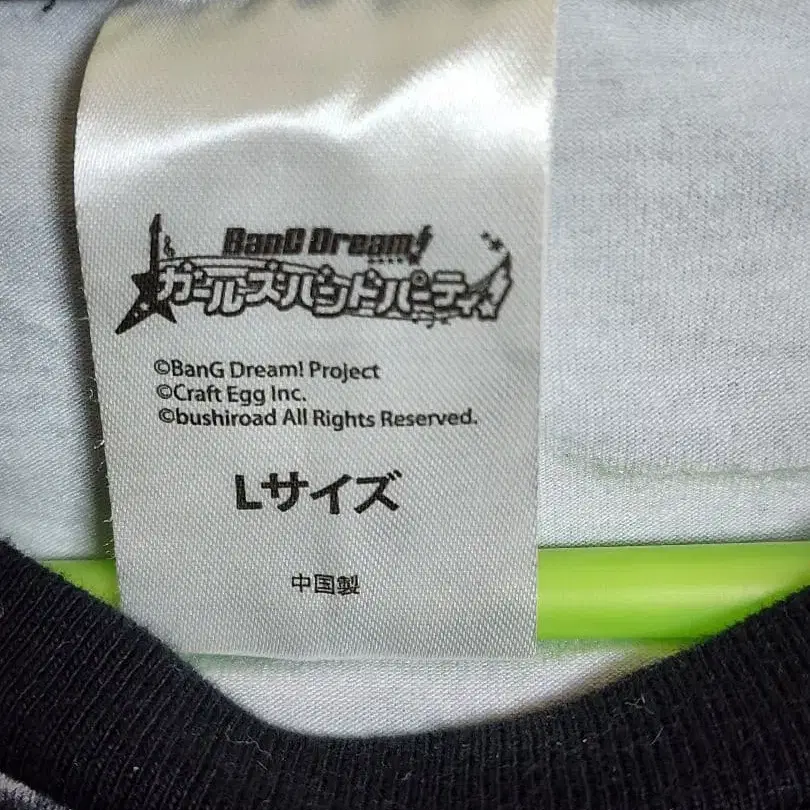 BanG Dream!
ガールズバンドパーティ!
©BanG Dream! Project
©Craft Egg Inc.
©bushiroad All Rights Reserved.
Lサイズ
中国製